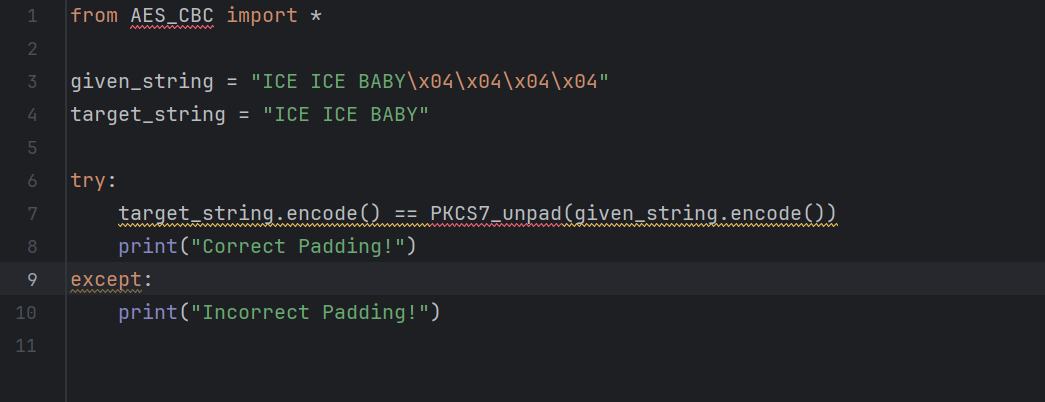 1 from AES_CBC import *
2
3 given_string = "ICE ICE BABY\x04\x04\x04\x04"
4 target_string = "ICE ICE BABY"
5
6 try:
7     target_string.encode() == PKCS7_unpad(given_string.encode())
8     print("Correct Padding!")
9 except:
10     print("Incorrect Padding!")
11